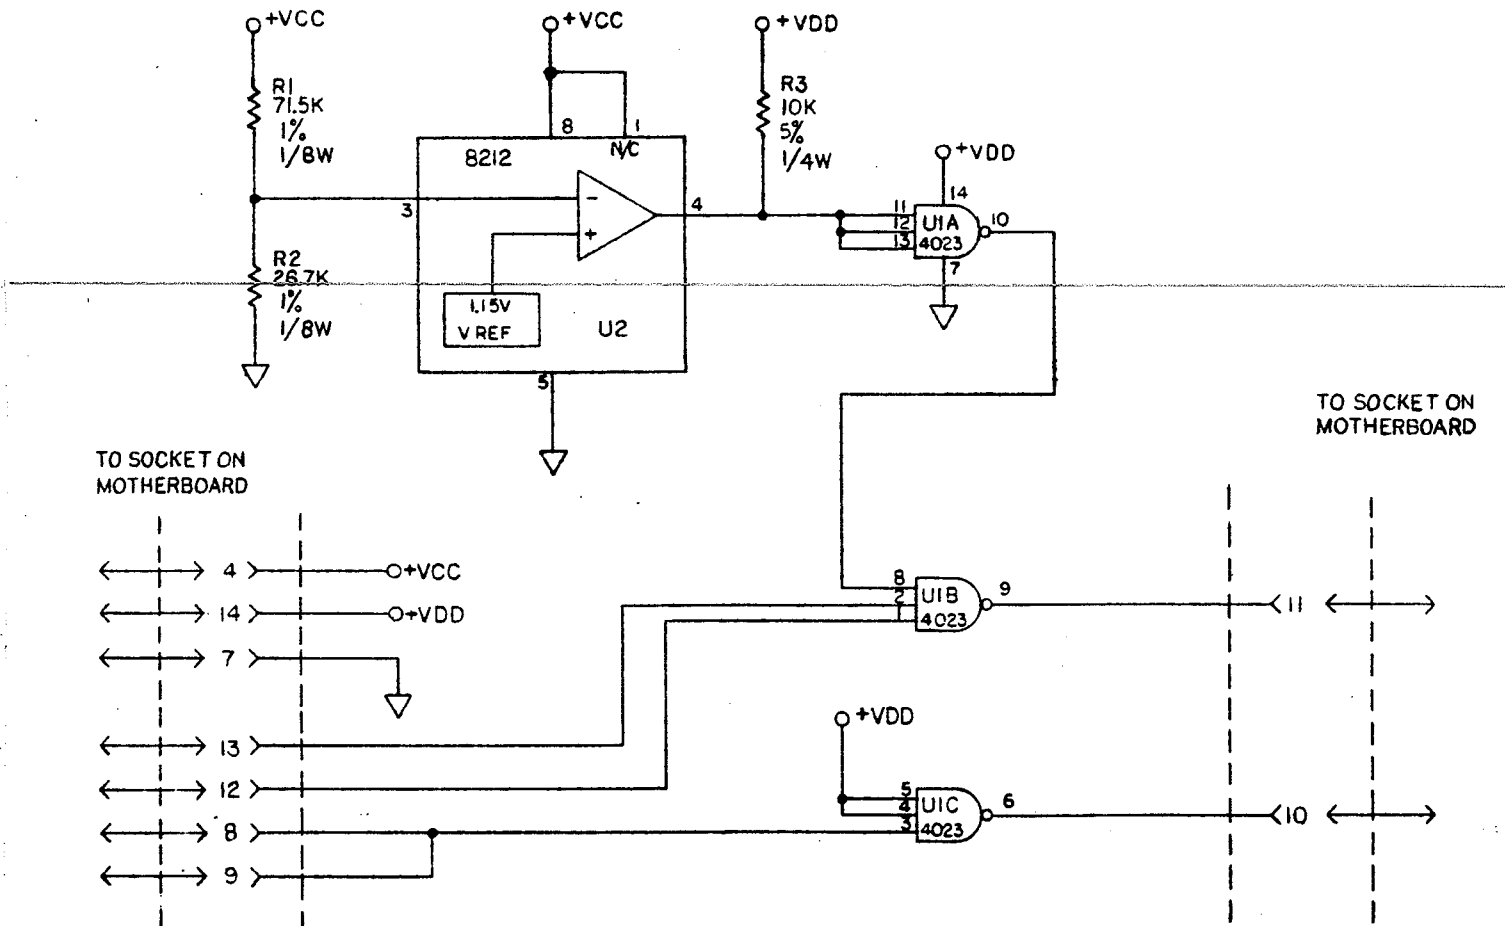 +VCC
+VCC
+VDD
R1
71.5K
1%
1/8W
8
1
N/C
8212
R3
10K
5%
1/4W
+VDD
14
3
−
+
4
11
12
13
U1A
4023
10
7
R2
26.7K
1%
1/8W
1.15V
V REF
U2
5
TO SOCKET ON
MOTHERBOARD
TO SOCKET ON
MOTHERBOARD
4
+VCC
14
+VDD
7
8
2
1
U1B
4023
9
11
13
12
8
9
+VDD
5
4
3
U1C
4023
6
10